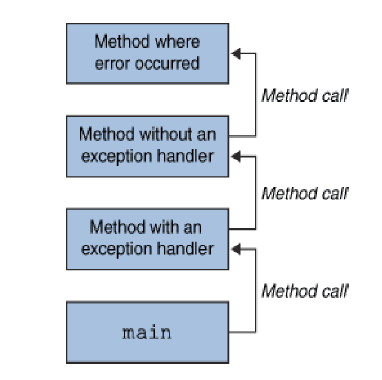 Method where
error occurred
Method call
Method without an
exception handler
Method call
Method with an
exception handler
Method call
main